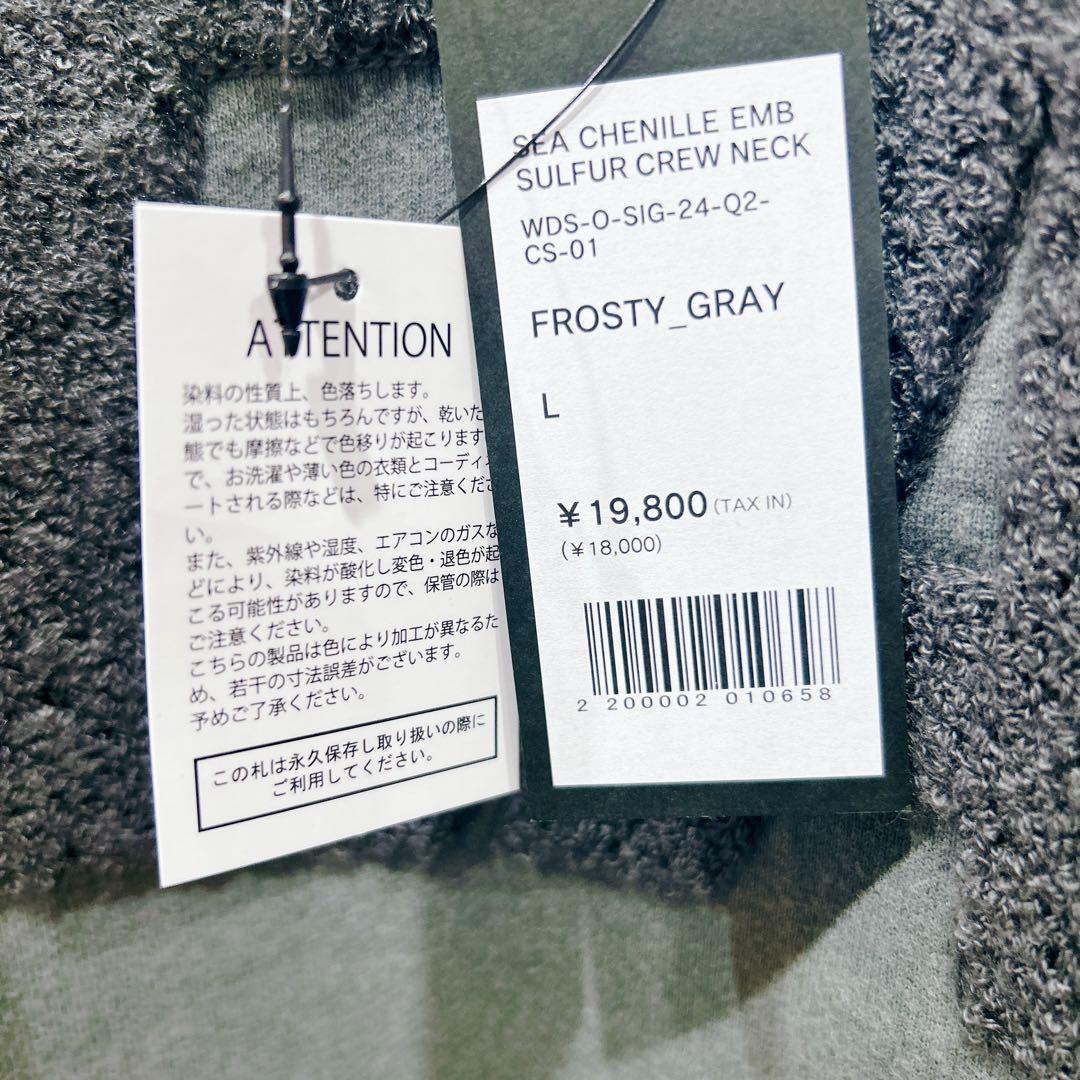 ATTENTION
染料の性質上、色落ちします。
湿った状態はもちろんですが、乾いた
態でも摩擦などで色移りが起こります
で、お洗濯や薄い色の衣類とコーディ
ートされる際などは、特にご注意くださ
い。
また、紫外線や湿度、エアコンのガスな
どにより、染料が酸化し変色・退色が起
こる可能性がありますので、保管の際は
ご注意ください。
こちらの製品は色により加工が異なるた
め、若干の寸法誤差がございます。
予めご了承ください。
この札は永久保存し取り扱いの際に
ご利用してください。
SEA CHENILLE EMB
SULFUR CREW NECK
WDS-O-SIG-24-Q2-
CS-01
FROSTY_GRAY
L
¥19,800 (TAX IN)
(¥18,000)
2 200002 010658